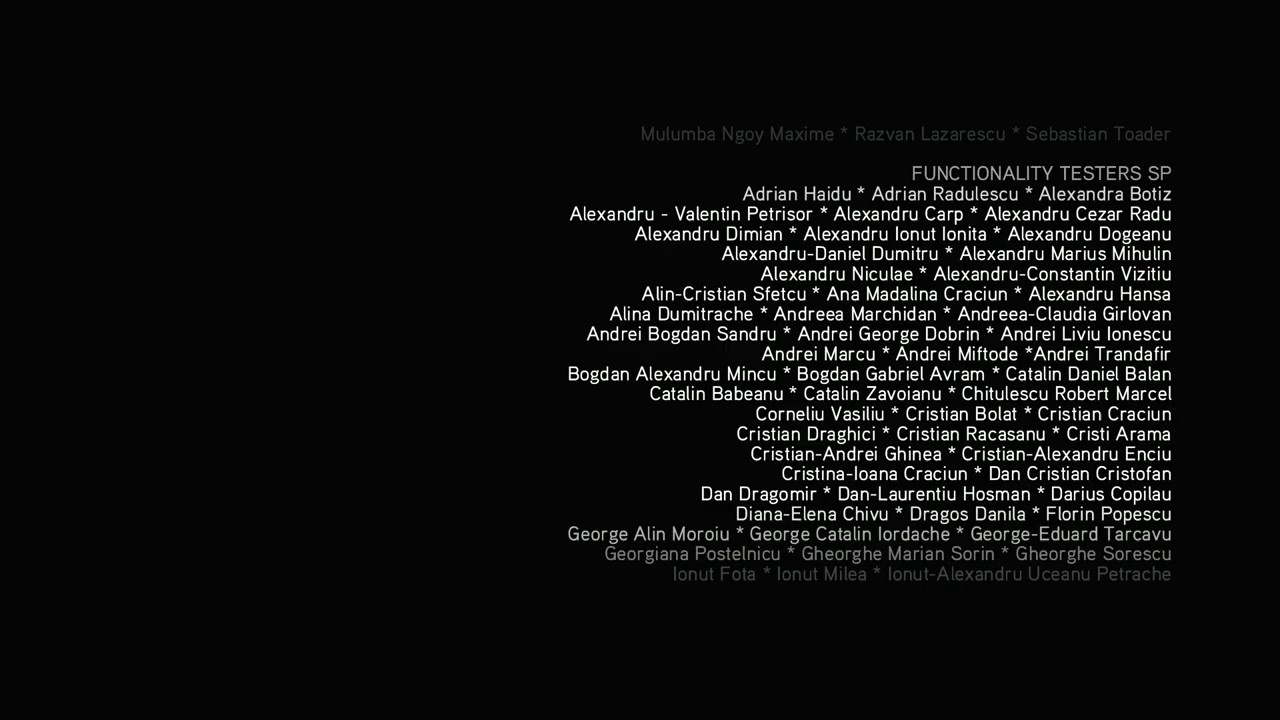 Mulumba Ngoy Maxime * Razvan Lazarescu * Sebastian Toader
FUNCTIONALITY TESTERS SP
Adrian Haidu * Adrian Radulescu * Alexandra Botiz
Alexandru - Valentin Petrisor * Alexandru Carp * Alexandru Cezar Radu
Alexandru Dimian * Alexandru Ionut Ionita * Alexandru Dogeanu
Alexandru-Daniel Dumitru * Alexandru Marius Mihulin
Alexandru Niculae * Alexandru-Constantin Vizitiu
Alin-Cristian Sfetcu * Ana Madalina Craciun * Alexandru Hansa
Alina Dumitrache * Andreea Marchidan * Andreea-Claudia Girlovan
Andrei Bogdan Sandru * Andrei George Dobrin * Andrei Liviu Ionescu
Andrei Marcu * Andrei Miftode *Andrei Trandafir
Bogdan Alexandru Mincu * Bogdan Gabriel Avram * Catalin Daniel Balan
Catalin Babeanu * Catalin Zavoianu * Chitulescu Robert Marcel
Corneliu Vasiliu * Cristian Bolat * Cristian Craciun
Cristian Draghici * Cristian Racasanu * Cristi Arama
Cristian-Andrei Ghinea * Cristian-Alexandru Enciu
Cristina-Ioana Craciun * Dan Cristian Cristofan
Dan Dragomir * Dan-Laurentiu Hosman * Darius Copilau
Diana-Elena Chivu * Dragos Danila * Florin Popescu
George Alin Moroiu * George Catalin Iordache * George-Eduard Tarcavu
Georgiana Postelnicu * Gheorghe Marian Sorin * Gheorghe Sorescu
Ionut Fota * Ionut Milea * Ionut-Alexandru Uceanu Petrache